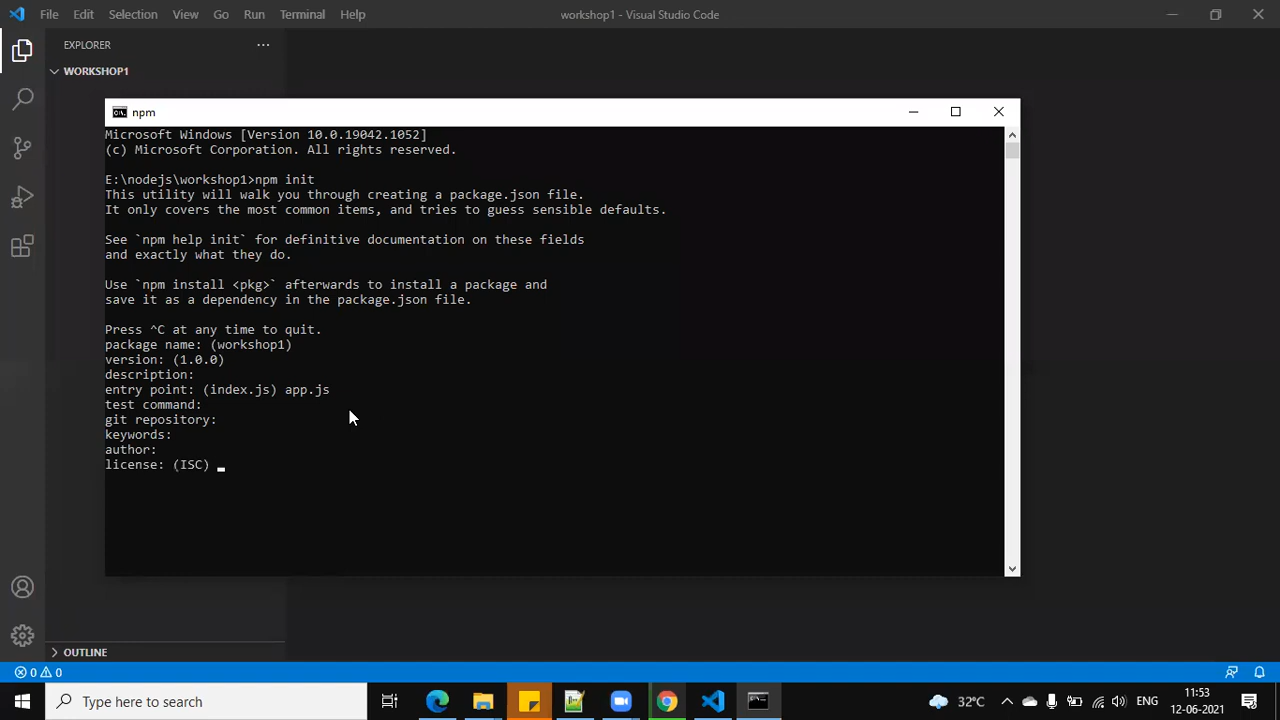 File Edit Selection View Go Run Terminal Help
workshop1 - Visual Studio Code
EXPLORER
WORKSHOP1
npm
Microsoft Windows [Version 10.0.19042.1052]
(c) Microsoft Corporation. All rights reserved.
E:\nodejs\workshop1>npm init
This utility will walk you through creating a package.json file.
It only covers the most common items, and tries to guess sensible defaults.
See `npm help init` for definitive documentation on these fields
and exactly what they do.
Use `npm install <pkg>` afterwards to install a package and
save it as a dependency in the package.json file.
Press ^C at any time to quit.
package name: (workshop1)
version: (1.0.0)
description:
entry point: (index.js) app.js
test command:
git repository:
keywords:
author:
license: (ISC)
OUTLINE
0 0
Type here to search
32°C
ENG
11:53
12-06-2021